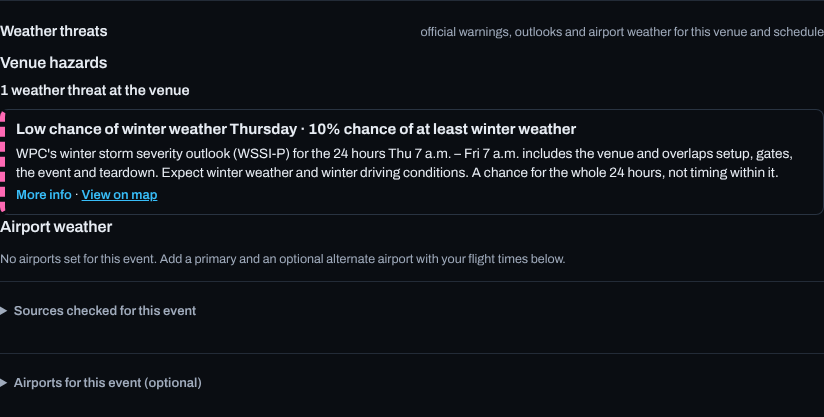 Weather threats
official warnings, outlooks and airport weather for this venue and schedule
Venue hazards
1 weather threat at the venue
Low chance of winter weather Thursday · 10% chance of at least winter weather
WPC's winter storm severity outlook (WSSI-P) for the 24 hours Thu 7 a.m. – Fri 7 a.m. includes the venue and overlaps setup, gates,
the event and teardown. Expect winter weather and winter driving conditions. A chance for the whole 24 hours, not timing within it.
More info · View on map
Airport weather
No airports set for this event. Add a primary and an optional alternate airport with your flight times below.
Sources checked for this event
Airports for this event (optional)